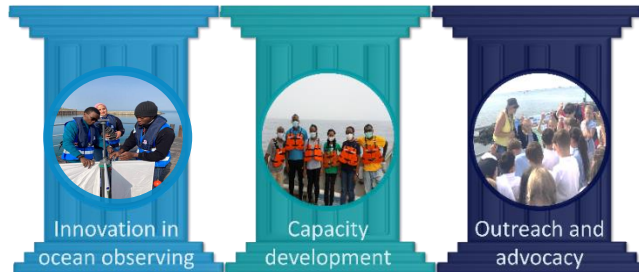 Innovation in
ocean observing
Capacity
development
Outreach and
advocacy